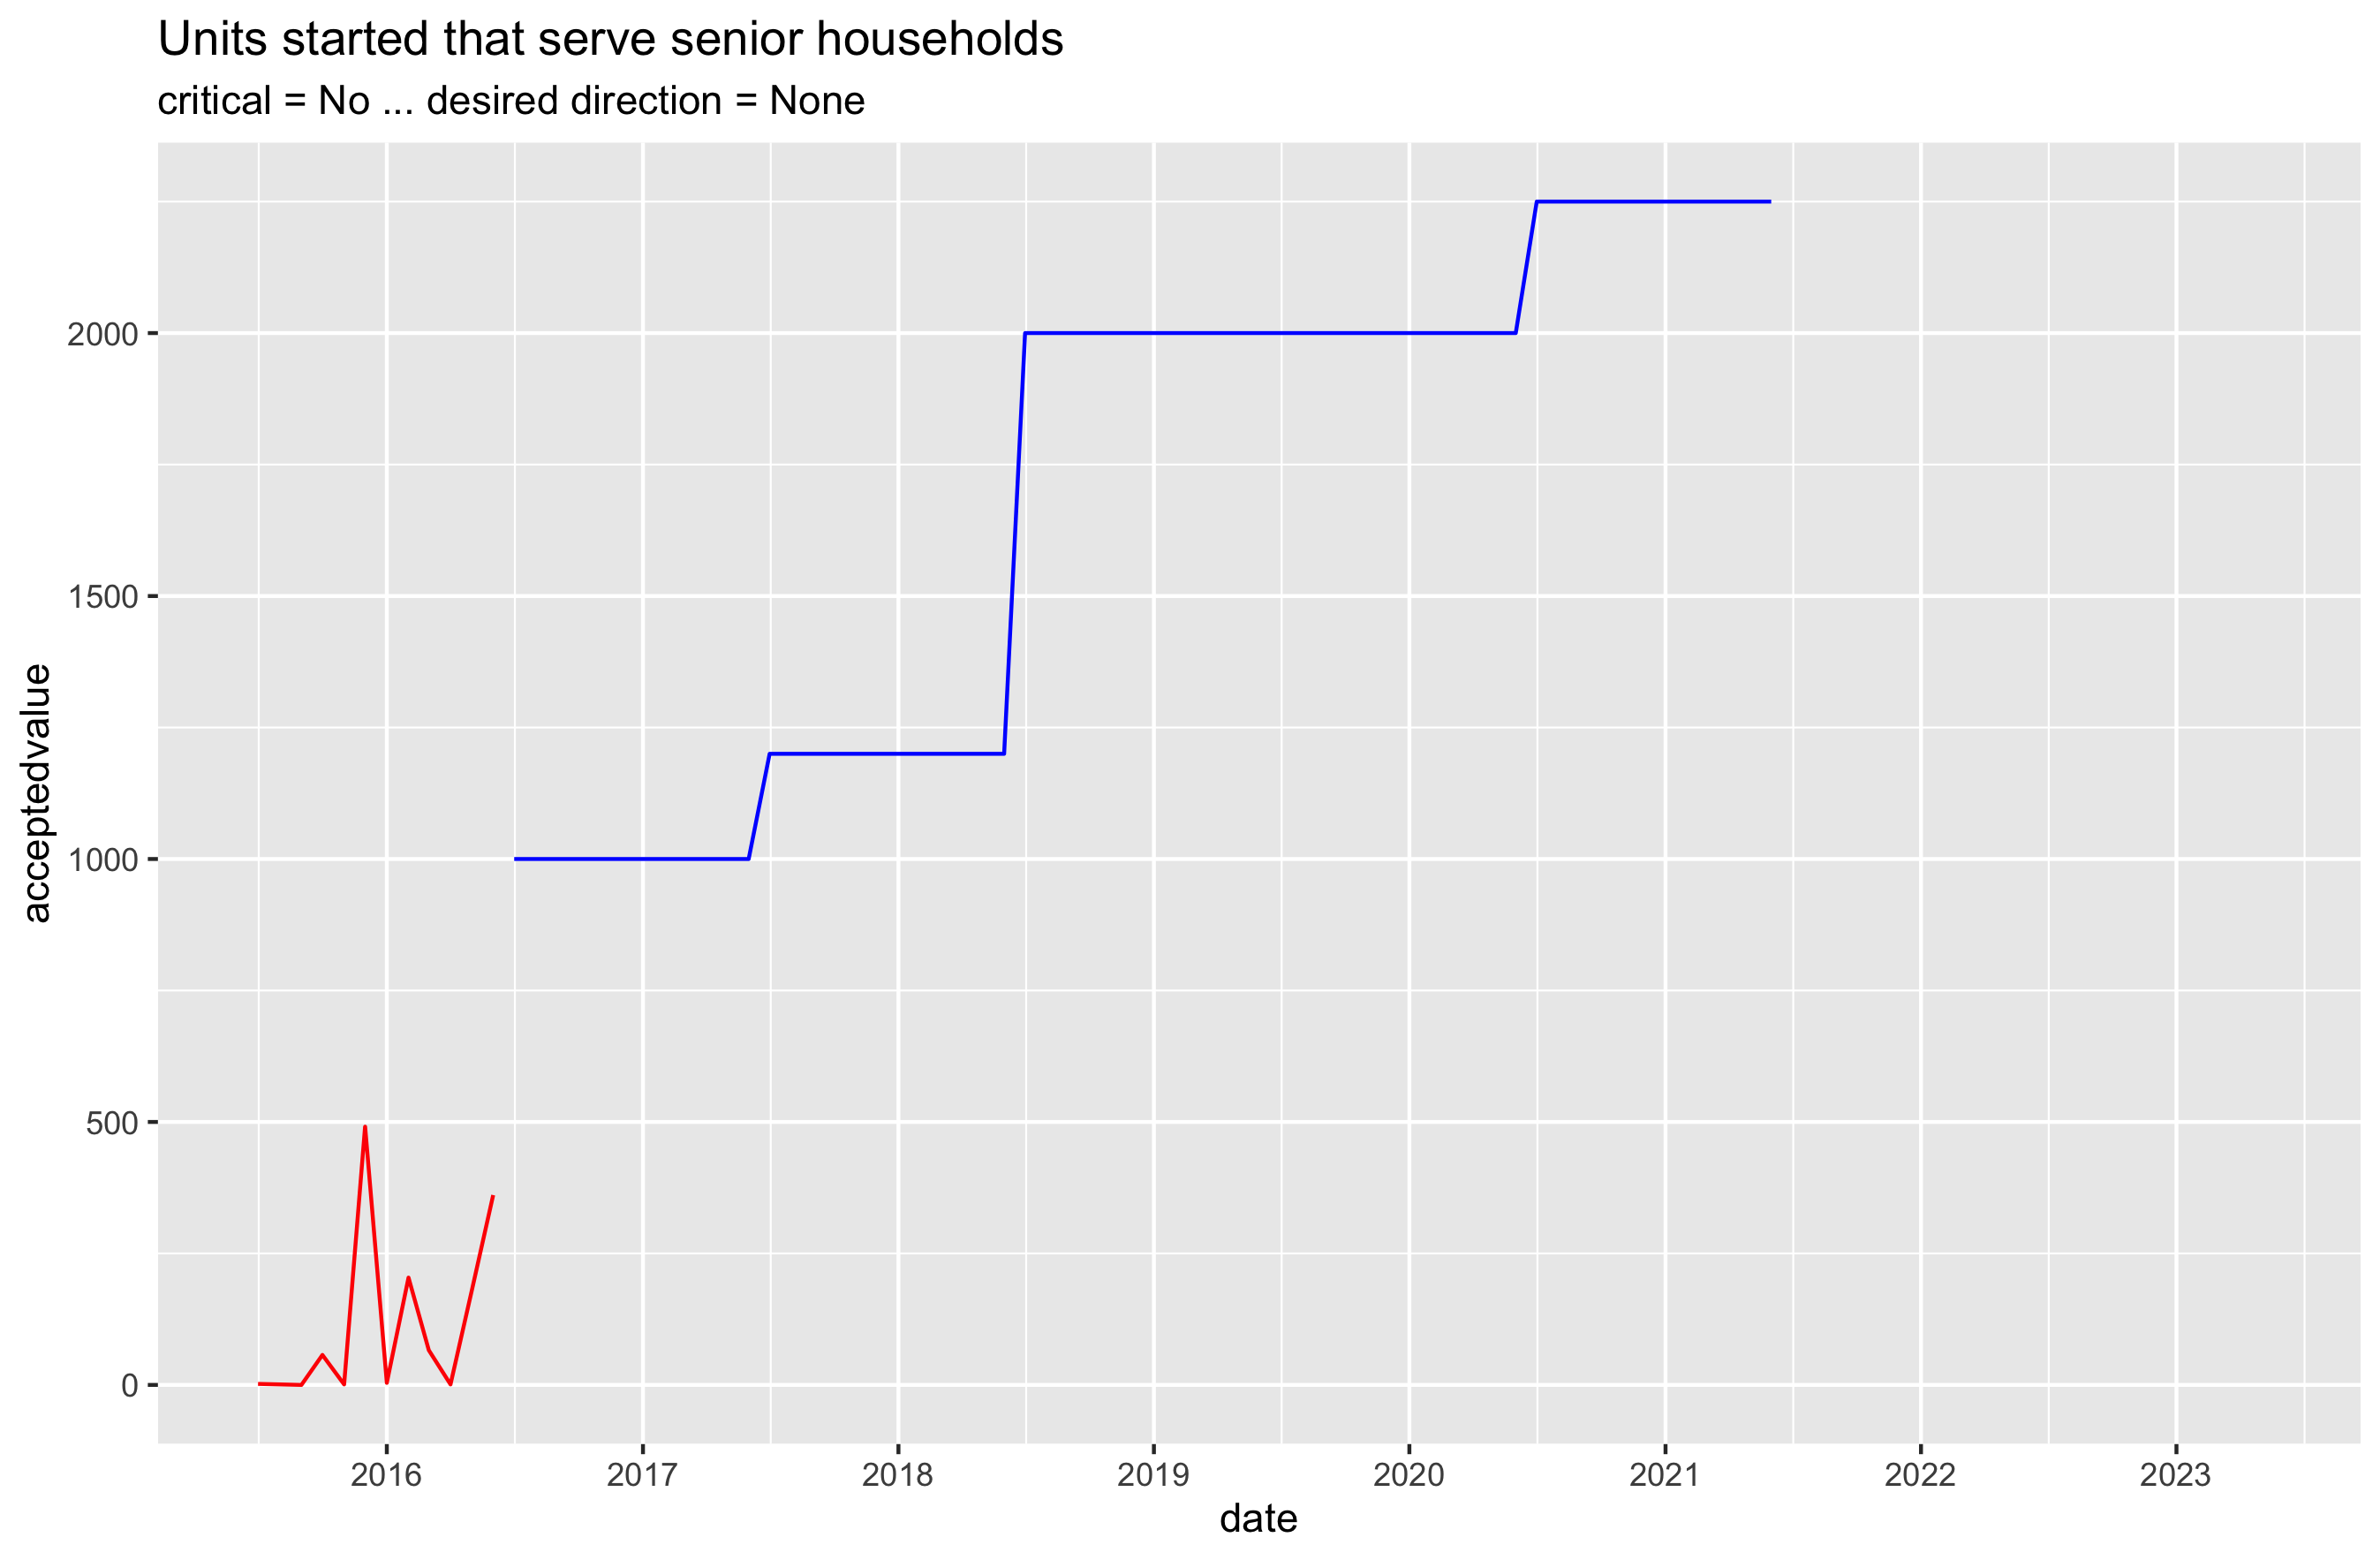 Units started that serve senior households
critical = No ... desired direction = None
acceptedvalue
2000
1500
1000
500
0
2016 2017 2018 2019 2020 2021 2022 2023
date